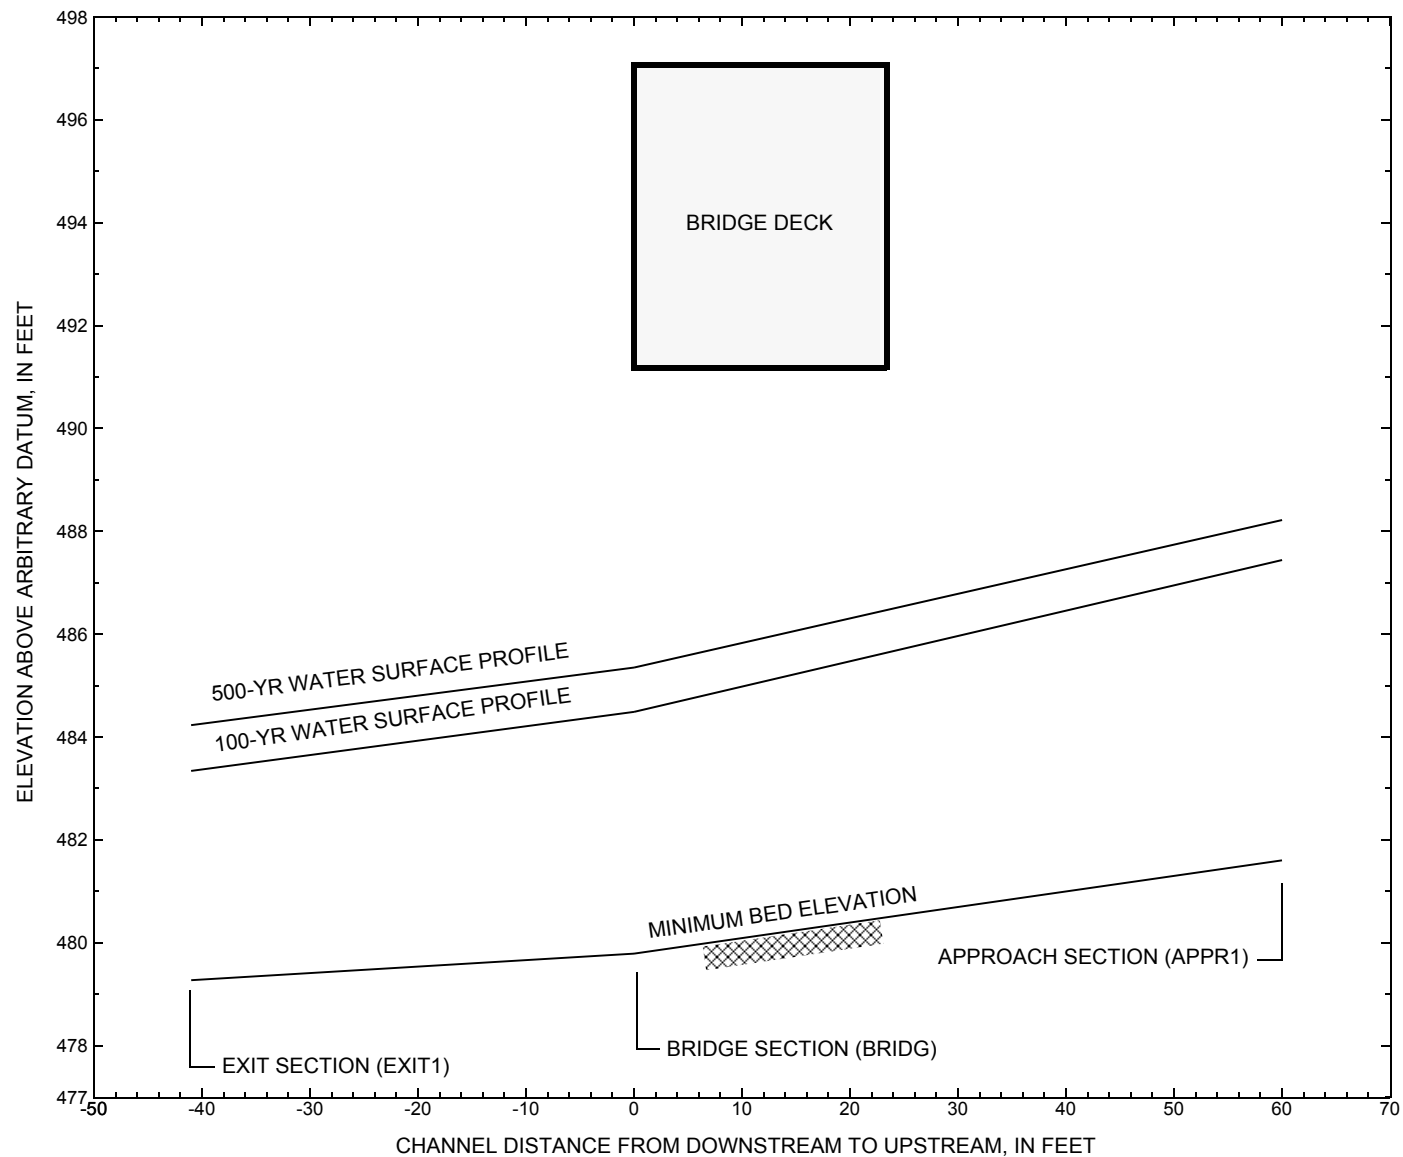 498
496
494
492
490
488
486
484
482
480
478
477
ELEVATION ABOVE ARBITRARY DATUM, IN FEET
BRIDGE DECK
500-YR WATER SURFACE PROFILE
100-YR WATER SURFACE PROFILE
MINIMUM BED ELEVATION
APPROACH SECTION (APPR1)
BRIDGE SECTION (BRIDG)
EXIT SECTION (EXIT1)
-50 -40 -30 -20 -10 0 10 20 30 40 50 60 70
CHANNEL DISTANCE FROM DOWNSTREAM TO UPSTREAM, IN FEET